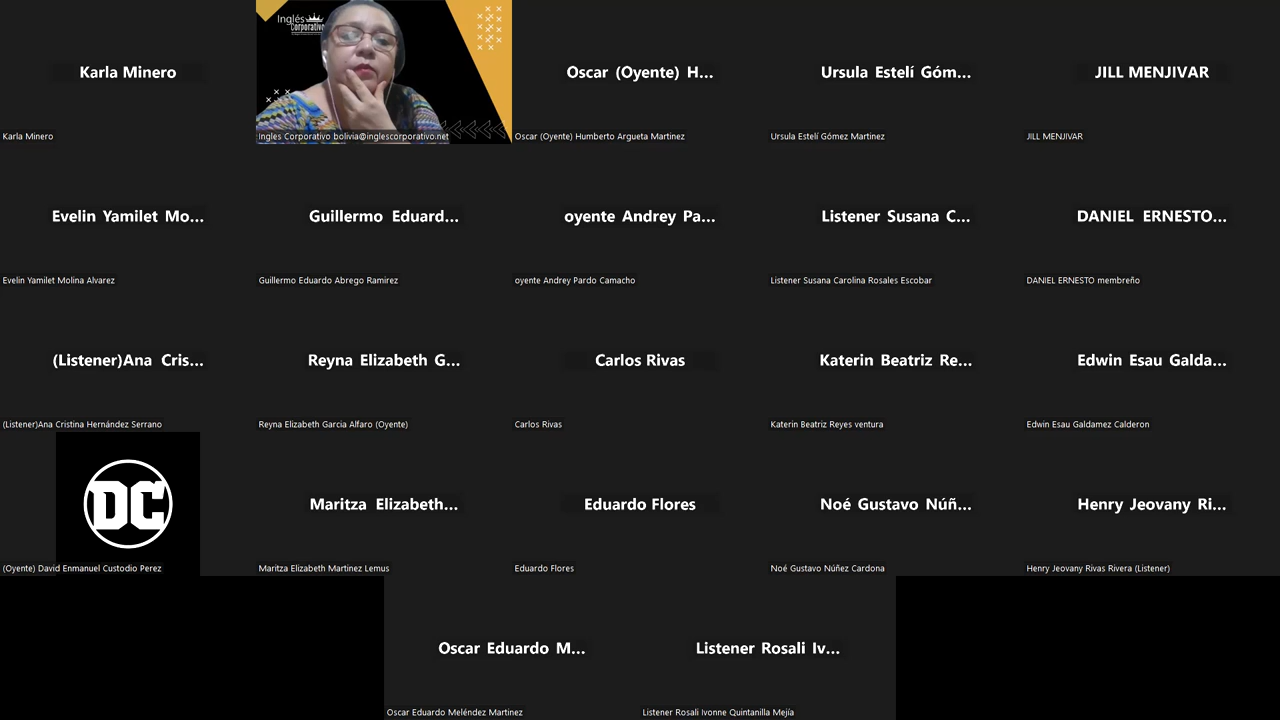 Karla Minero
Karla Minero
Inglés
Corporativo
Ingles Corporativo bolivia@inglescorporativo.net
Oscar (Oyente) H...
Oscar (Oyente) Humberto Argueta Martinez
Ursula Estelí Góm...
Ursula Estelí Gómez Martinez
JILL MENJIVAR
JILL MENJIVAR
Evelin Yamilet Mo...
Evelin Yamilet Molina Alvarez
Guillermo Eduard...
Guillermo Eduardo Abrego Ramirez
oyente Andrey Pa...
oyente Andrey Pardo Camacho
Listener Susana C...
Listener Susana Carolina Rosales Escobar
DANIEL ERNESTO...
DANIEL ERNESTO membreño
(Listener)Ana Cris...
(Listener)Ana Cristina Hernández Serrano
Reyna Elizabeth G...
Reyna Elizabeth Garcia Alfaro (Oyente)
Carlos Rivas
Carlos Rivas
Katerin Beatriz Re...
Katerin Beatriz Reyes ventura
Edwin Esau Galda...
Edwin Esau Galdamez Calderon
DC
(Oyente) David Enmanuel Custodio Perez
Maritza Elizabeth...
Maritza Elizabeth Martinez Lemus
Eduardo Flores
Eduardo Flores
Noé Gustavo Núñ...
Noé Gustavo Núñez Cardona
Henry Jeovany Ri...
Henry Jeovany Rivas Rivera (Listener)
Oscar Eduardo M...
Oscar Eduardo Meléndez Martinez
Listener Rosali Iv...
Listener Rosali Ivonne Quintanilla Mejía